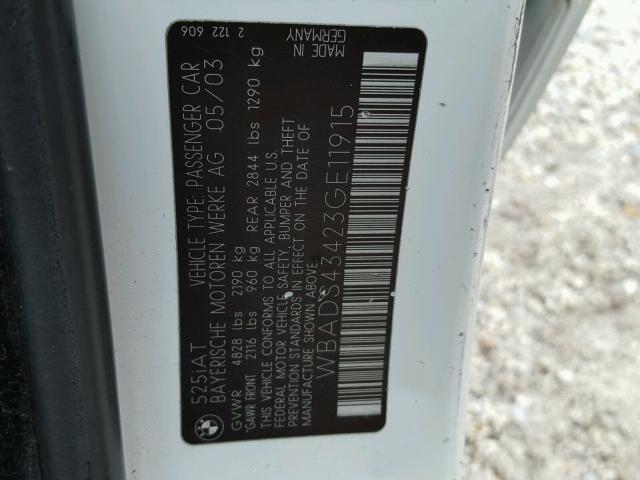 525iAT VEHICLE TYPE: PASSENGER CAR 2 122 606
BAYERISCHE MOTOREN WERKE AG 05/03
GVWR 4828 lbs 2190 kg
*GAWR FRONT 2116 lbs 960 kg REAR 2844 lbs 1290 kg
THIS VEHICLE CONFORMS TO ALL APPLICABLE U.S.
FEDERAL MOTOR VEHICLE SAFETY, BUMPER AND THEFT
PREVENTION STANDARDS IN EFFECT ON THE DATE OF
MANUFACTURE SHOWN ABOVE.
MADE IN
GERMANY
WBADS43423GE11915